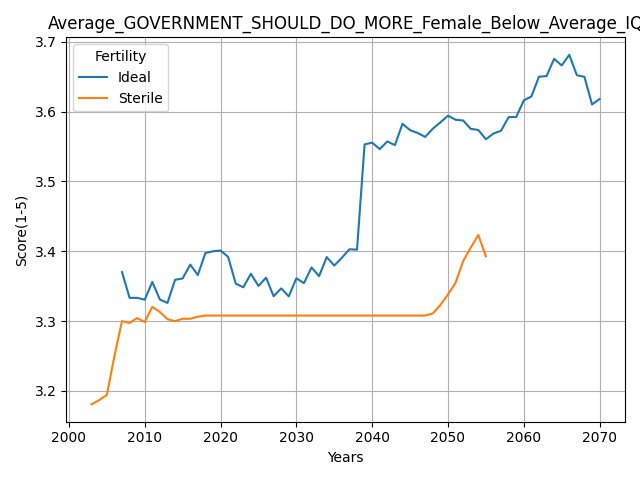 Average_GOVERNMENT_SHOULD_DO_MORE_Female_Below_Average_IQ
Fertility
Ideal
Sterile
Score(1-5)
3.7
3.6
3.5
3.4
3.3
3.2
2000 2010 2020 2030 2040 2050 2060 2070
Years